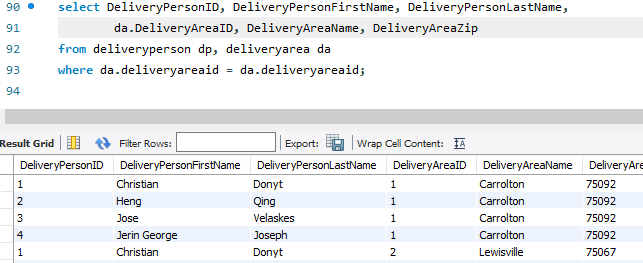 90 select DeliveryPersonID, DeliveryPersonFirstName, DeliveryPersonLastName,
91 da.DeliveryAreaID, DeliveryAreaName, DeliveryAreaZip
92 from deliveryperson dp, deliveryarea da
93 where da.deliveryareaid = da.deliveryareaid;
94
Result Grid Filter Rows: Export: Wrap Cell Content:
DeliveryPersonID DeliveryPersonFirstName DeliveryPersonLastName DeliveryAreaID DeliveryAreaName DeliveryArea
1 Christian Donyt 1 Carrolton 75092
2 Heng Qing 1 Carrolton 75092
3 Jose Velaskes 1 Carrolton 75092
4 Jerin George Joseph 1 Carrolton 75092
1 Christian Donyt 2 Lewisville 75067